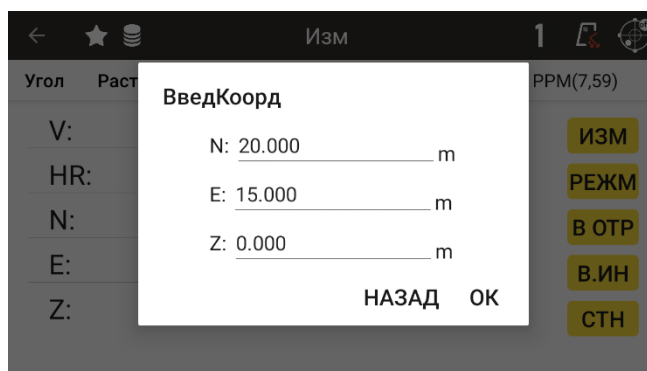 Изм
1
Угол Раст PPM(7,59)
ВведКоорд
V:
N: 20.000 m
ИЗМ
HR:
E: 15.000 m
РЕЖМ
N:
Z: 0.000 m
В ОТР
E:
В.ИН
НАЗАД ОК
Z:
СТН